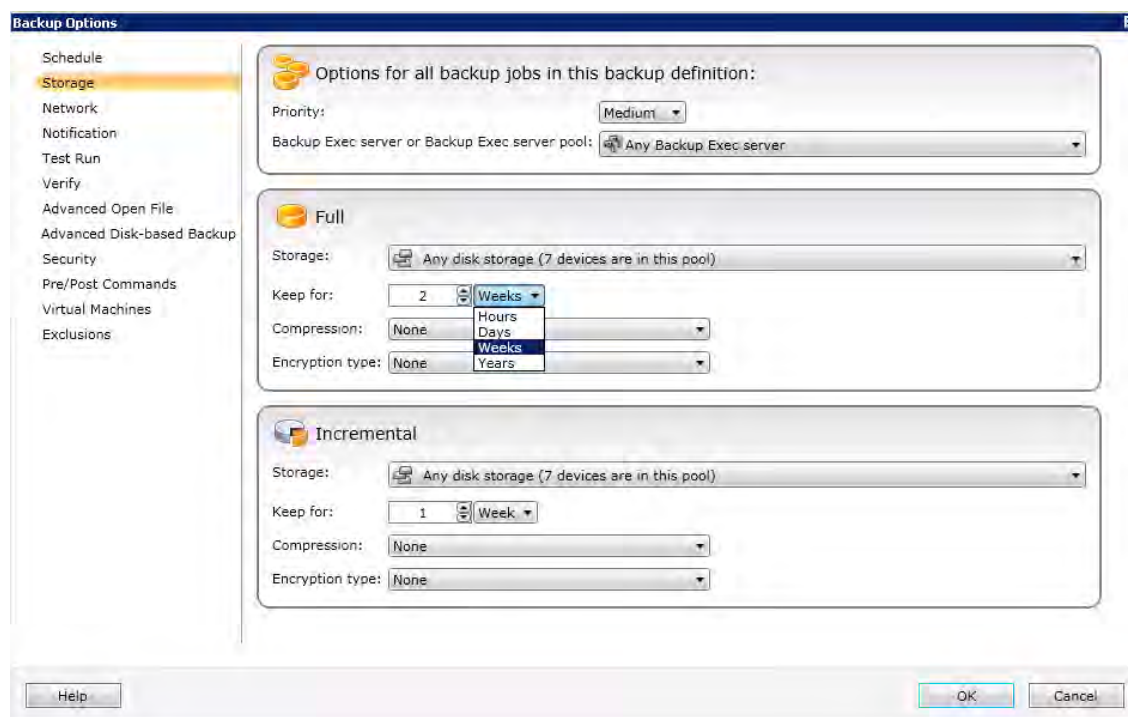 Backup Options
Schedule
Storage
Network
Notification
Test Run
Verify
Advanced Open File
Advanced Disk-based Backup
Security
Pre/Post Commands
Virtual Machines
Exclusions
Options for all backup jobs in this backup definition:
Priority: Medium
Backup Exec server or Backup Exec server pool: Any Backup Exec server
Full
Storage: Any disk storage (7 devices are in this pool)
Keep for: 2 Weeks
Hours
Compression: None Days
Weeks
Encryption type: None Years
Incremental
Storage: Any disk storage (7 devices are in this pool)
Keep for: 1 Week
Compression: None
Encryption type: None
Help OK Cancel